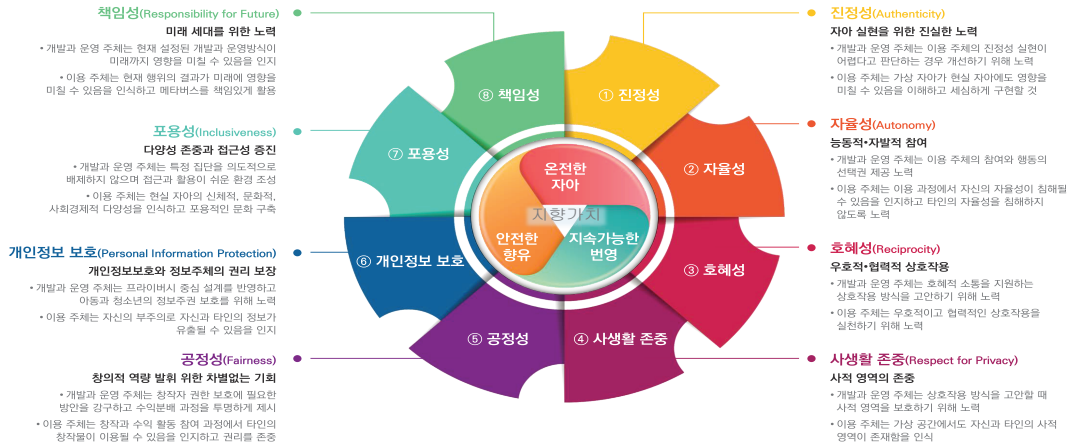 책임성(Responsibility for Future)
미래 세대를 위한 노력
• 개발과 운영 주체는 현재 설정된 개발과 운영방식이
미래까지 영향을 미칠 수 있음을 인지
• 이용 주체는 현재 행위의 결과가 미래에 영향을
미칠 수 있음을 인식하고 메타버스를 책임있게 활용
포용성(Inclusiveness)
다양성 존중과 접근성 증진
• 개발과 운영 주체는 특정 집단을 의도적으로
배제하지 않으며 접근과 활용이 쉬운 환경 조성
• 이용 주체는 현실 자아의 신체적, 문화적,
사회경제적 다양성을 인식하고 포용적인 문화 구축
개인정보 보호(Personal Information Protection)
개인정보보호와 정보주체의 권리 보장
• 개발과 운영 주체는 프라이버시 중심 설계를 반영하고
아동과 청소년의 정보주권 보호를 위해 노력
• 이용 주체는 자신의 부주의로 자신과 타인의 정보가
유출될 수 있음을 인지
공정성(Fairness)
창의적 역량 발휘 위한 차별없는 기회
• 개발과 운영 주체는 창작자 권한 보호에 필요한
방안을 강구하고 수익분배 과정을 투명하게 제시
• 이용 주체는 창작과 수익 활동 참여 과정에서 타인의
창작물이 이용될 수 있음을 인지하고 권리를 존중
⑧ 책임성
① 진정성
⑦ 포용성
② 자율성
온전한
자아
지향가치
안전한
향유
지속가능한
번영
⑥ 개인정보 보호
③ 호혜성
⑤ 공정성
④ 사생활 존중
진정성(Authenticity)
자아 실현을 위한 진실한 노력
• 개발과 운영 주체는 이용 주체의 진정성 실현이
어렵다고 판단하는 경우 개선하기 위해 노력
• 이용 주체는 가상 자아가 현실 자아에도 영향을
미칠 수 있음을 이해하고 세심하게 구현할 것
자율성(Autonomy)
능동적•자발적 참여
• 개발과 운영 주체는 이용 주체의 참여와 행동의
선택권 제공 노력
• 이용 주체는 이용 과정에서 자신의 자율성이 침해될
수 있음을 인지하고 타인의 자율성을 침해하지
않도록 노력
호혜성(Reciprocity)
우호적•협력적 상호작용
• 개발과 운영 주체는 호혜적 소통을 지원하는
상호작용 방식을 고안하기 위해 노력
• 이용 주체는 우호적이고 협력적인 상호작용을
실천하기 위해 노력
사생활 존중(Respect for Privacy)
사적 영역의 존중
• 개발과 운영 주체는 상호작용 방식을 고안할 때
사적 영역을 보호하기 위해 노력
• 이용 주체는 가상 공간에서도 자신과 타인의 사적
영역이 존재함을 인식